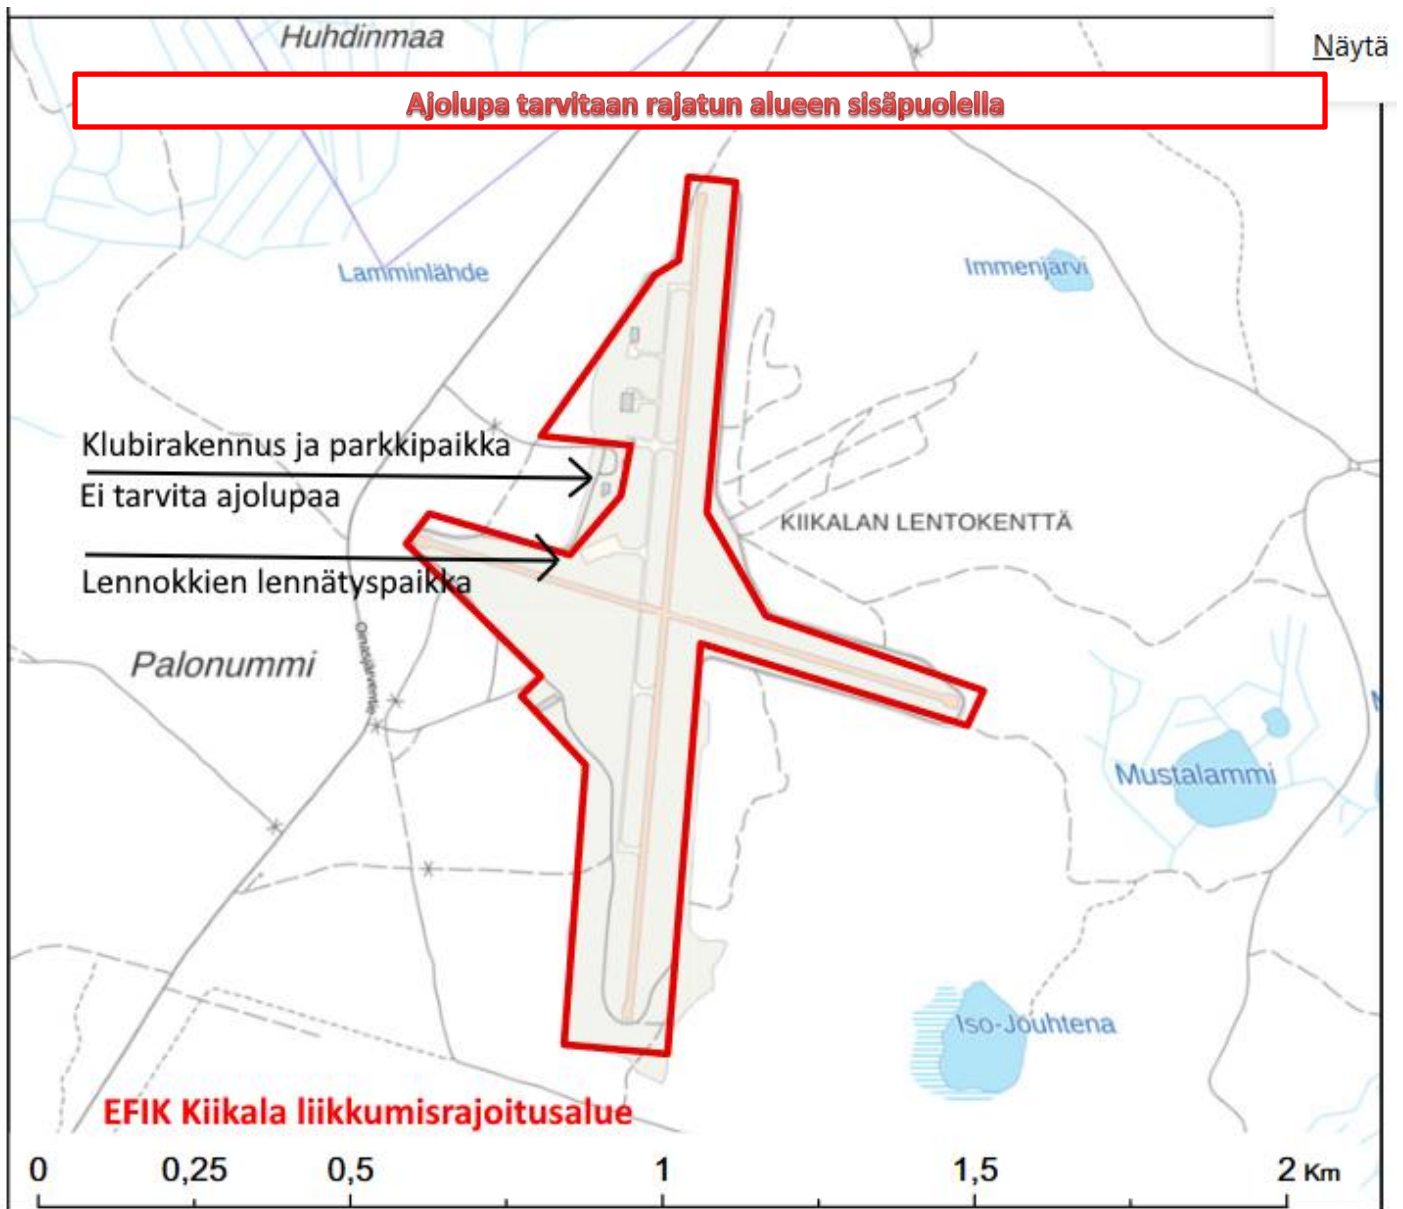 Huhdinmaa
Näytä
Ajolupa tarvitaan rajatun alueen sisäpuolella
Lamminlähde
Immenjärvi
Klubirakennus ja parkkipaikka
Ei tarvita ajolupaa
KIIKALAN LENTOKENTTÄ
Lennokkien lennätyspaikka
Palonummi
Mustalammi
Iso-Jouhtena
EFIK Kiikala liikkumisrajoitusalue
0 0,25 0,5 1 1,5 2 Km